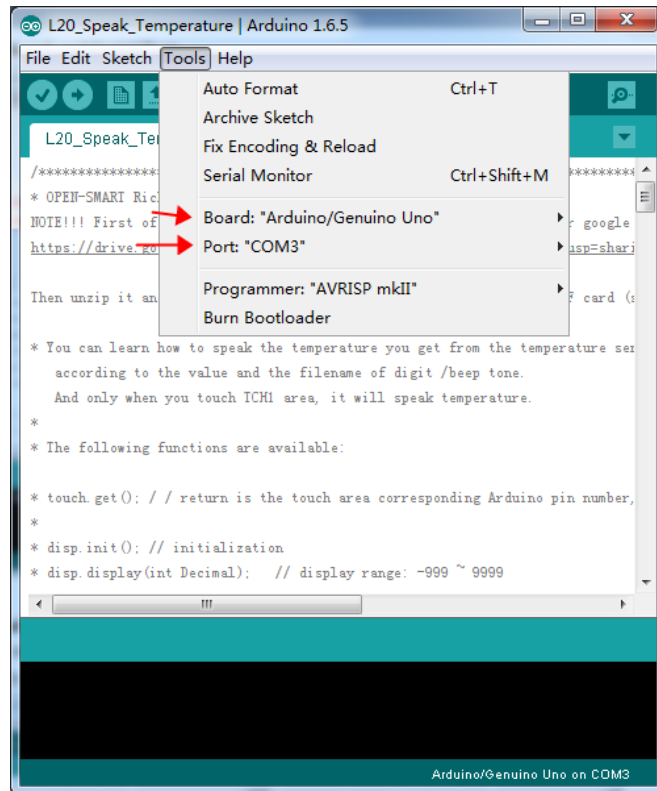 L20_Speak_Temperature | Arduino 1.6.5
File Edit Sketch Tools Help
Auto Format Ctrl+T
Archive Sketch
Fix Encoding & Reload
Serial Monitor Ctrl+Shift+M
Board: "Arduino/Genuino Uno"
Port: "COM3"
Programmer: "AVRISP mkII"
Burn Bootloader
L20_Speak_Te
/***************
* OPEN-SMART Ric
NOTE!!! First of r google
https://drive.go usp=shari
Then unzip it an F card (s
* You can learn how to speak the temperature you get from the temperature ser
according to the value and the filename of digit /beep tone.
And only when you touch TCH1 area, it will speak temperature.
*
* The following functions are available:
* touch.get(); / / return is the touch area corresponding Arduino pin number,
*
* disp.init(); // initialization
* disp.display(int Decimal); // display range: -999 ~ 9999
Arduino/Genuino Uno on COM3